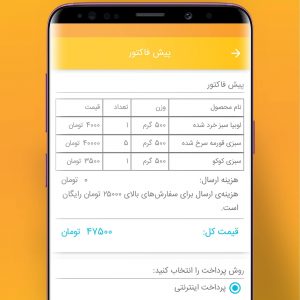 پیش فاکتور
پیش فاکتور
نام محصول وزن تعداد قیمت
لوبیا سبز خرد شده ۵۰۰ گرم ۱ ۴۰۰۰ تومان
سبزی قورمه سرخ شده ۵۰۰ گرم ۵ ۴۰۰۰۰ تومان
سبزی کوکو ۵۰۰ گرم ۱ ۳۵۰۰ تومان
هزینه ارسال: ۰ تومان
هزینه‌ی ارسال برای سفارش‌های بالای ۲۵۰۰۰ تومان رایگان
است.
قیمت کل: ۴۷۵۰۰ تومان
روش پرداخت را انتخاب کنید:
پرداخت اینترنتی